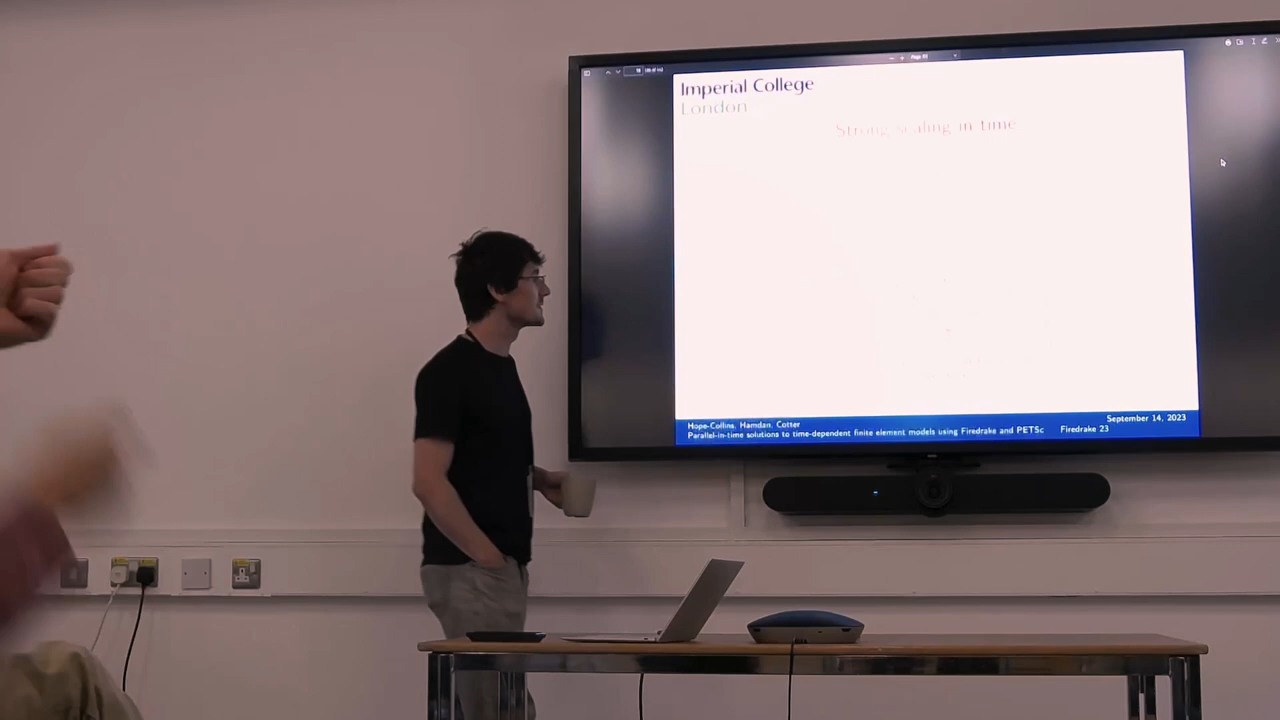 Imperial College
London
Strong scaling in time
Hope-Collins, Hamdan, Cotter
September 14, 2023
Parallel-in-time solutions to time-dependent finite element models using Firedrake and PETSc
Firedrake 23